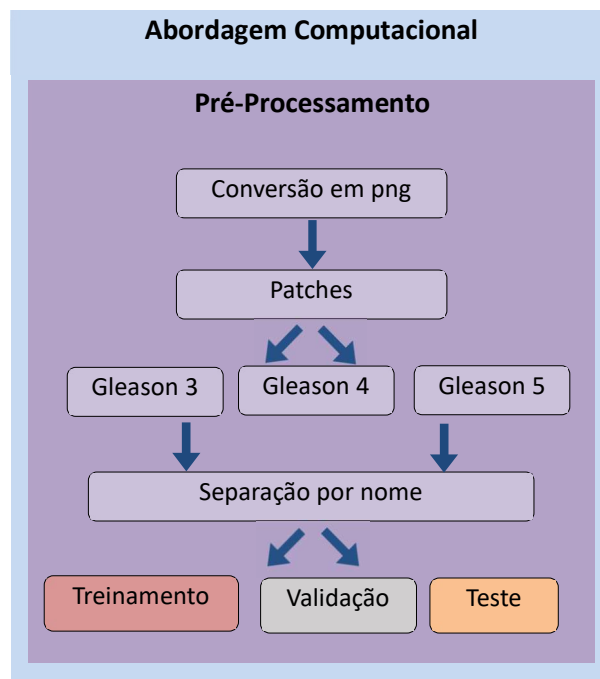 Abordagem Computacional
Pré-Processamento
Conversão em png
Patches
Gleason 3
Gleason 4
Gleason 5
Separação por nome
Treinamento
Validação
Teste